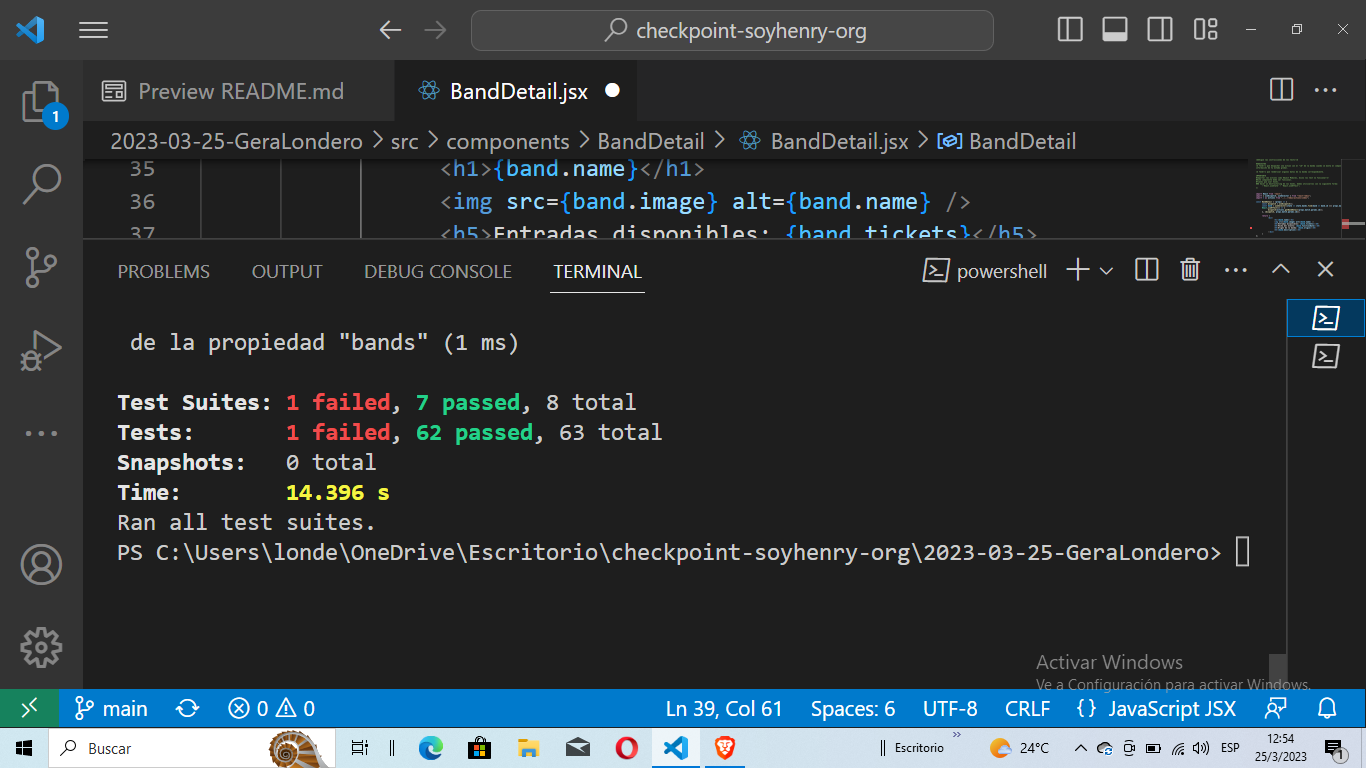 checkpoint-soyhenry-org
Preview README.md
BandDetail.jsx
1
2023-03-25-GeraLondero > src > components > BandDetail > BandDetail.jsx > BandDetail
35 <h1>{band.name}</h1>
36 <img src={band.image} alt={band.name} />
37 <h5>Entradas disponibles: {band.tickets}</h5>
PROBLEMS OUTPUT DEBUG CONSOLE TERMINAL powershell
de la propiedad "bands" (1 ms)
Test Suites: 1 failed, 7 passed, 8 total
Tests: 1 failed, 62 passed, 63 total
Snapshots: 0 total
Time: 14.396 s
Ran all test suites.
PS C:\Users\londe\OneDrive\Escritorio\checkpoint-soyhenry-org\2023-03-25-GeraLondero>
Activar Windows
Ve a Configuración para activar Windows.
main 0 0 Ln 39, Col 61 Spaces: 6 UTF-8 CRLF {} JavaScript JSX
Buscar Escritorio » 24°C ESP 12:54
25/3/2023 1